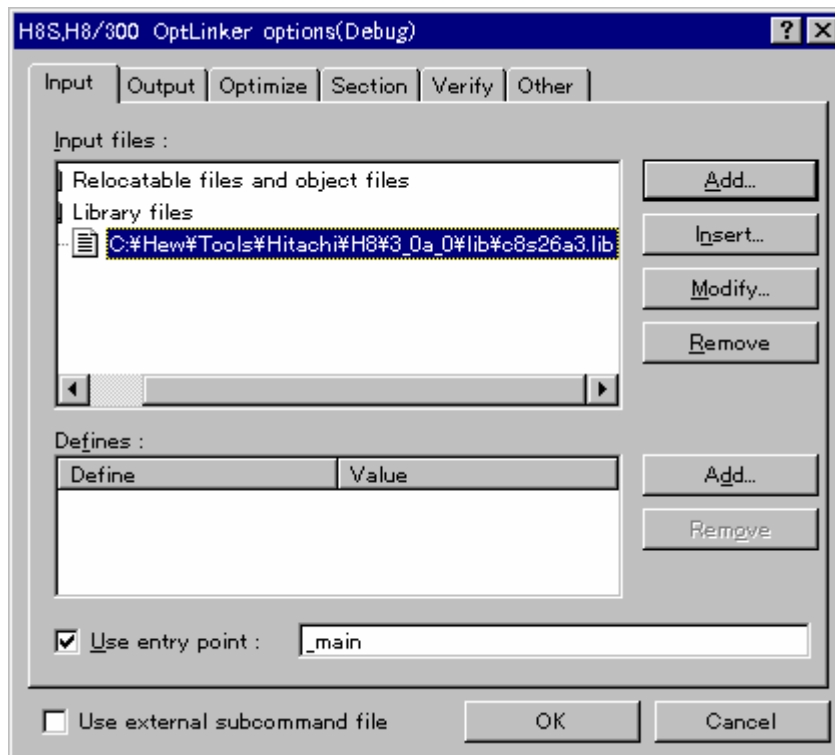 H8S,H8/300 OptLinker options(Debug)
Input Output Optimize Section Verify Other
Input files :
Relocatable files and object files
Library files
C:¥Hew¥Tools¥Hitachi¥H8¥3_0a_0¥lib¥c8s26a3.lib
Add...
Insert...
Modify...
Remove
Defines :
Define Value
Add...
Remove
Use entry point : _main
Use external subcommand file OK Cancel